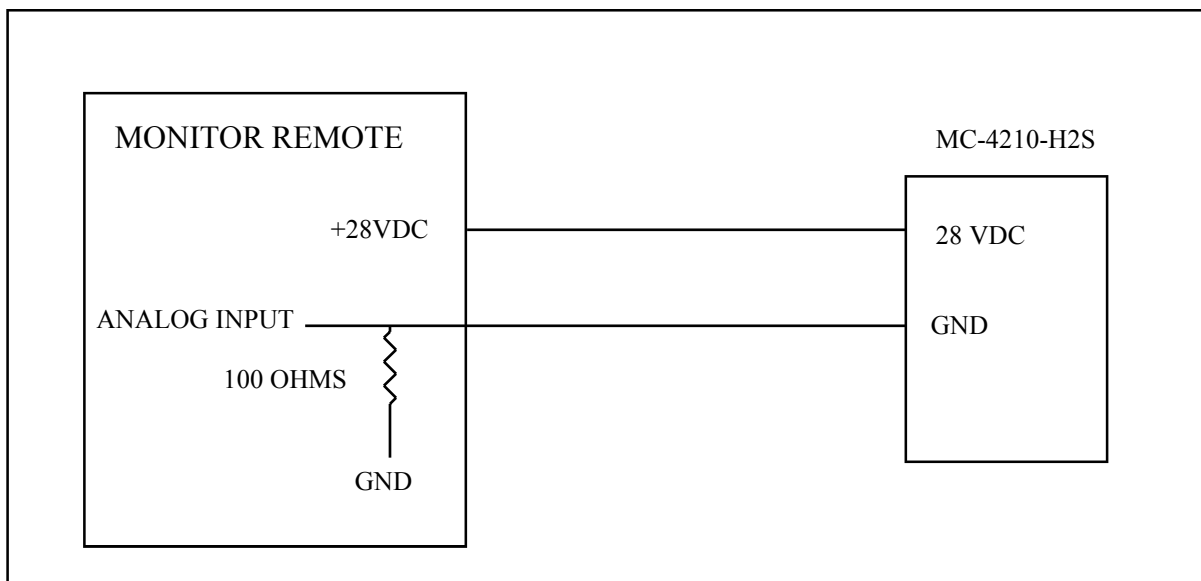 MONITOR REMOTE
MC-4210-H2S
+28VDC
28 VDC
ANALOG INPUT
GND
100 OHMS
GND